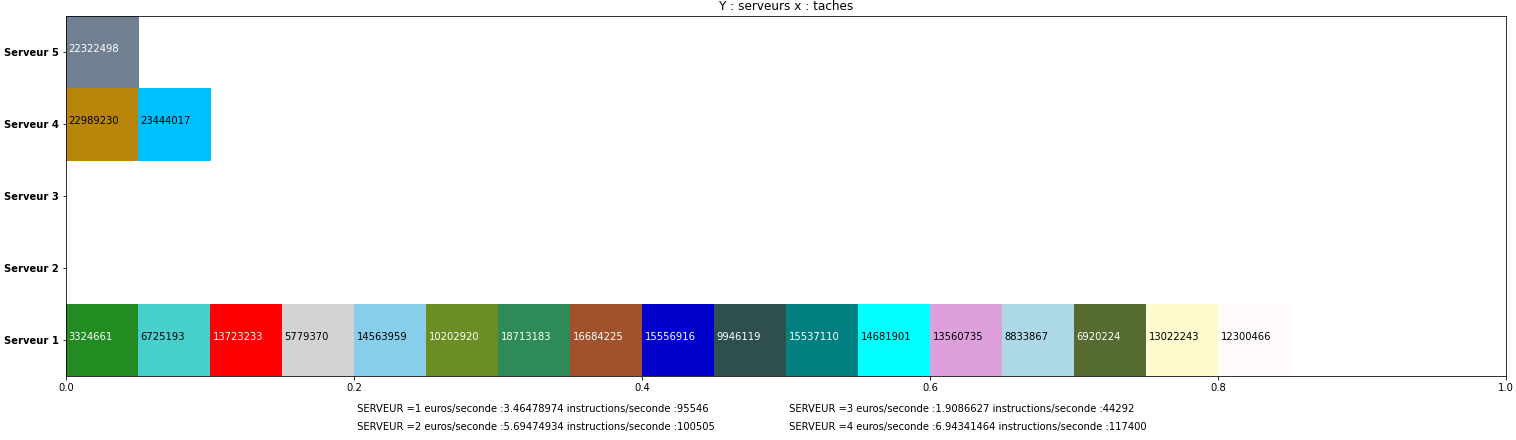 Y : serveurs x : taches
Serveur 5
22322498
Serveur 4
22989230 23444017
Serveur 3
Serveur 2
Serveur 1
3324661 6725193 13723233 5779370 14563959 10202920 18713183 16684225 15556916 9946119 15537110 14681901 13560735 8833867 6920224 13022243 12300466
0.0 0.2 0.4 0.6 0.8 1.0
SERVEUR =1 euros/seconde :3.46478974 instructions/seconde :95546
SERVEUR =3 euros/seconde :1.9086627 instructions/seconde :44292
SERVEUR =2 euros/seconde :5.69474934 instructions/seconde :100505
SERVEUR =4 euros/seconde :6.94341464 instructions/seconde :117400